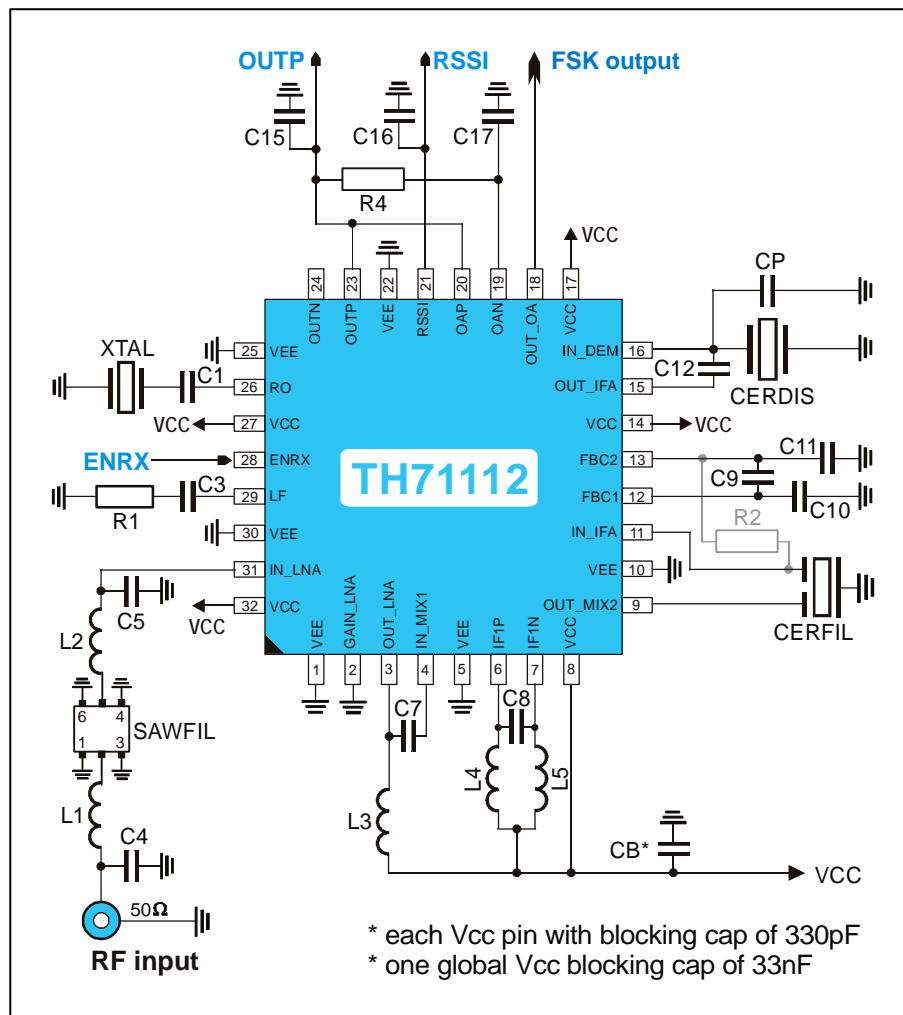 OUTP RSSI FSK output
C15 C16 C17
R4
VCC
CP
24 23 22 21 20 19 18 17
OUTN OUTP VEE RSSI OAP OAN OUT_OA VCC
XTAL
C1
25 VEE
26 RO
27 VCC
VCC
ENRX
28 ENRX
29 LF
C3
R1
30 VEE
31 IN_LNA
32 VCC
VCC
TH71112
IN_DEM 16
C12
OUT_IFA 15
CERDIS
VCC 14
VCC
FBC2 13
C11
C9
FBC1 12
C10
IN_IFA 11
R2
VEE 10
OUT_MIX2 9
CERFIL
VEE GAIN_LNA OUT_LNA IN_MIX1 VEE IF1P IF1N VCC
1 2 3 4 5 6 7 8
C5
L2
6 4
1 3
SAWFIL
L1
C4
50Ω
RF input
C7
C8
L3
L4
L5
CB*
VCC
* each Vcc pin with blocking cap of 330pF
* one global Vcc blocking cap of 33nF